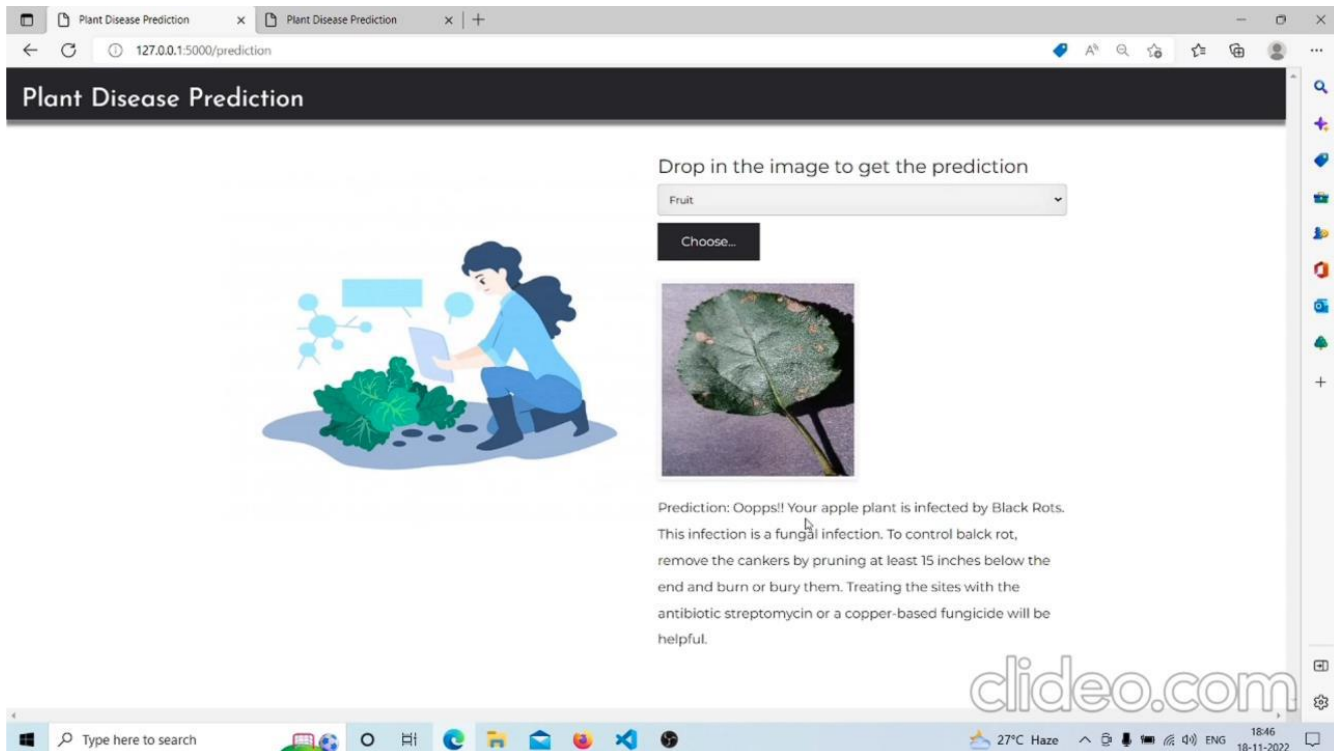 Plant Disease Prediction
Plant Disease Prediction
127.0.0.1:5000/prediction
Plant Disease Prediction
Drop in the image to get the prediction
Fruit
Choose...
Prediction: Oopps!! Your apple plant is infected by Black Rots.
This infection is a fungal infection. To control balck rot,
remove the cankers by pruning at least 15 inches below the
end and burn or bury them. Treating the sites with the
antibiotic streptomycin or a copper-based fungicide will be
helpful.
clideo.com
Type here to search
27°C Haze
ENG
18:46
18-11-2022